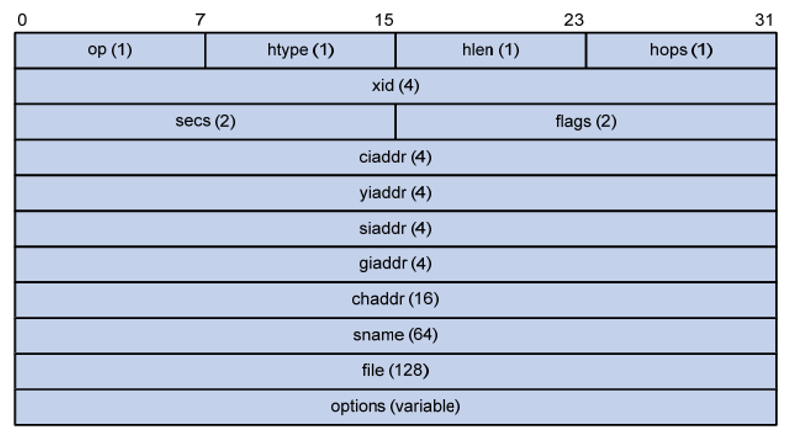 0 7 15 23 31
op (1) htype (1) hlen (1) hops (1)
xid (4)
secs (2) flags (2)
ciaddr (4)
yiaddr (4)
siaddr (4)
giaddr (4)
chaddr (16)
sname (64)
file (128)
options (variable)